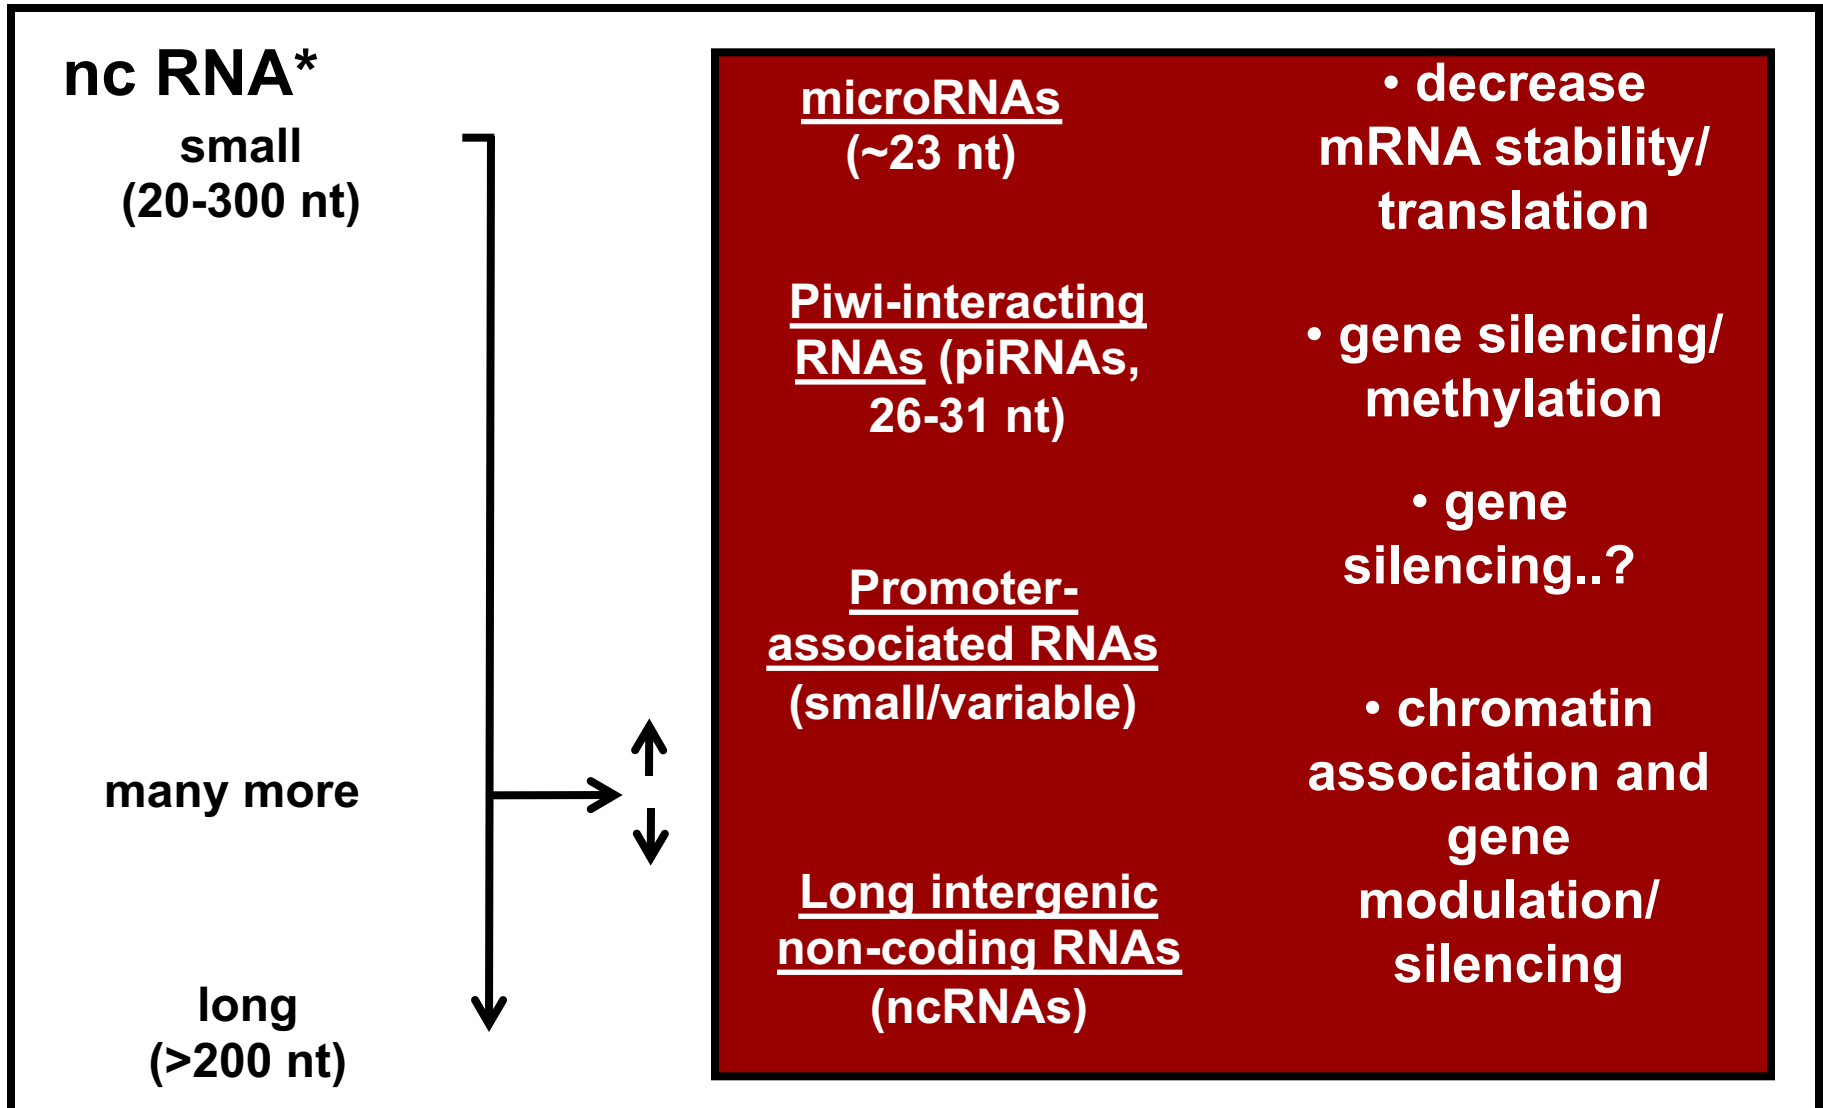 nc RNA*
small
(20-300 nt)
many more
long
(>200 nt)
microRNAs
(~23 nt)
• decrease
mRNA stability/
translation
Piwi-interacting
RNAs (piRNAs,
26-31 nt)
• gene silencing/
methylation
Promoter-
associated RNAs
(small/variable)
• gene
silencing..?
Long intergenic
non-coding RNAs
(ncRNAs)
• chromatin
association and
gene
modulation/
silencing